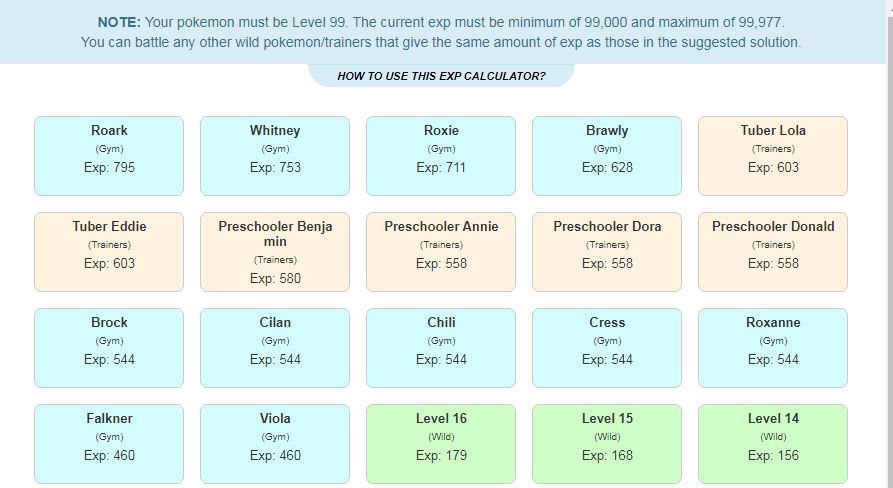 NOTE: Your pokemon must be Level 99. The current exp must be minimum of 99,000 and maximum of 99,977.
You can battle any other wild pokemon/trainers that give the same amount of exp as those in the suggested solution.
HOW TO USE THIS EXP CALCULATOR?
Roark
(Gym)
Exp: 795
Whitney
(Gym)
Exp: 753
Roxie
(Gym)
Exp: 711
Brawly
(Gym)
Exp: 628
Tuber Lola
(Trainers)
Exp: 603
Tuber Eddie
(Trainers)
Exp: 603
Preschooler Benja
min
(Trainers)
Exp: 580
Preschooler Annie
(Trainers)
Exp: 558
Preschooler Dora
(Trainers)
Exp: 558
Preschooler Donald
(Trainers)
Exp: 558
Brock
(Gym)
Exp: 544
Cilan
(Gym)
Exp: 544
Chili
(Gym)
Exp: 544
Cress
(Gym)
Exp: 544
Roxanne
(Gym)
Exp: 544
Falkner
(Gym)
Exp: 460
Viola
(Gym)
Exp: 460
Level 16
(Wild)
Exp: 179
Level 15
(Wild)
Exp: 168
Level 14
(Wild)
Exp: 156